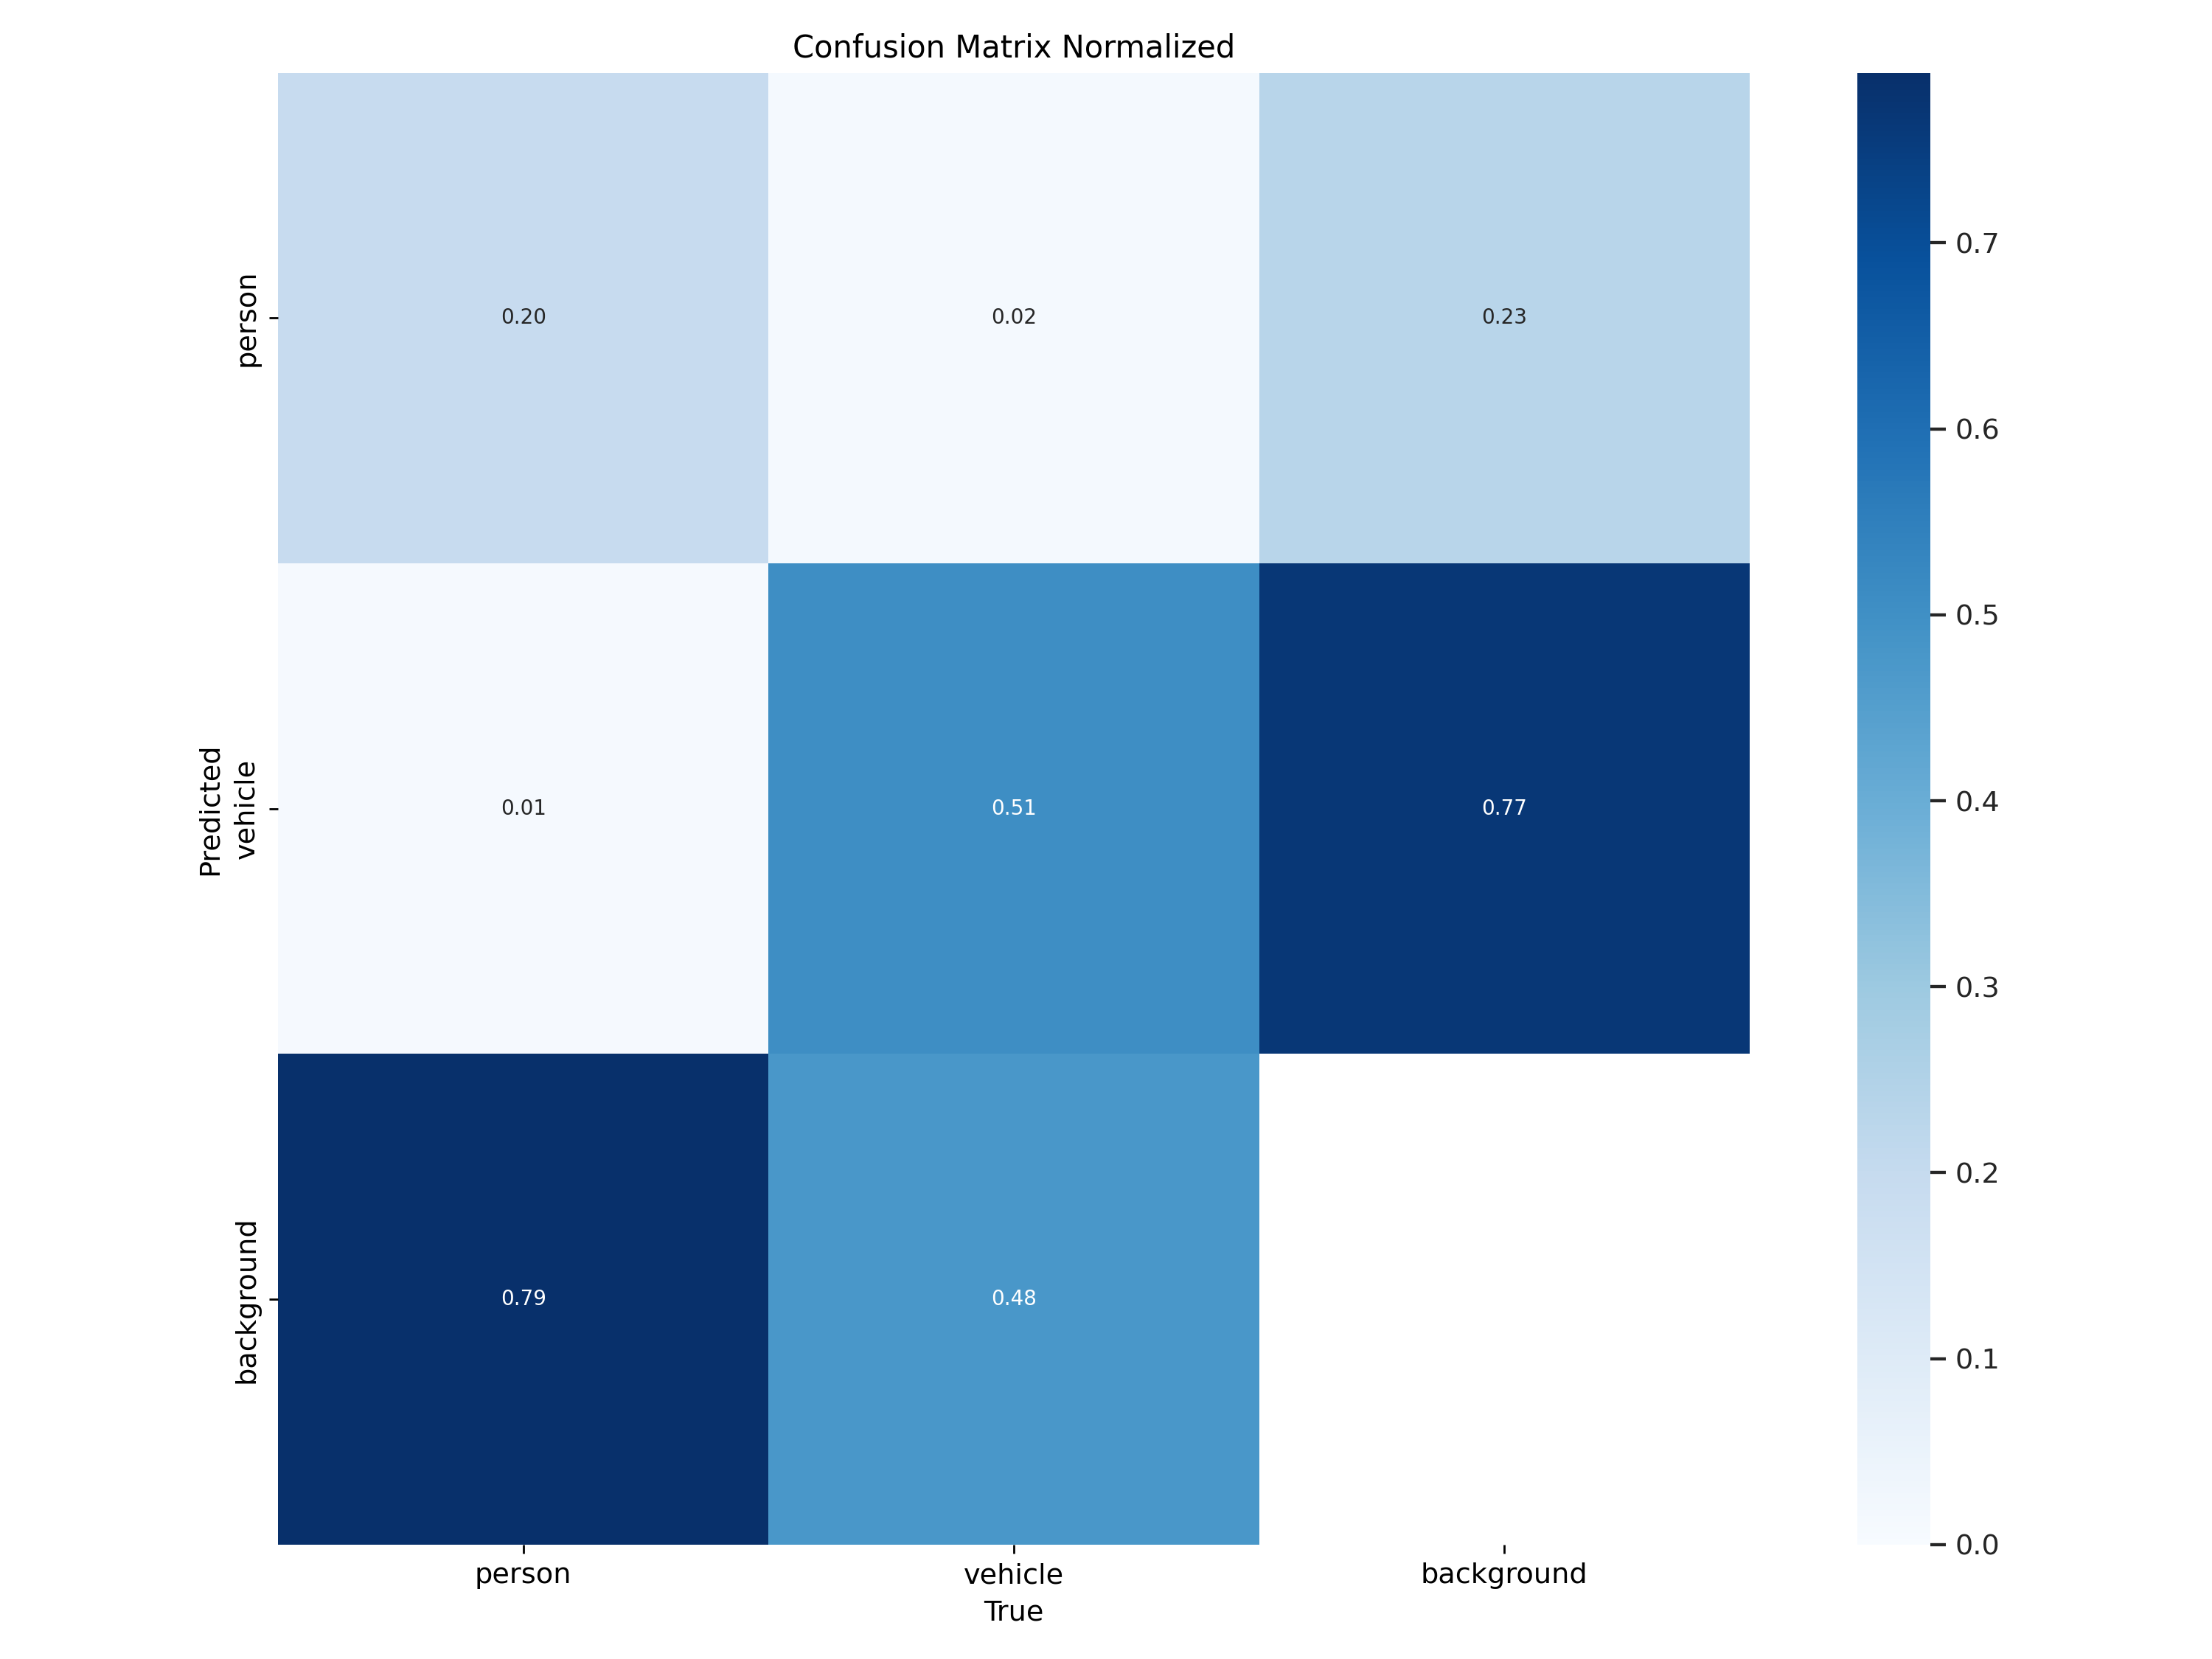 Confusion Matrix Normalized
person
0.20
0.02
0.23
Predicted
vehicle
0.01
0.51
0.77
background
0.79
0.48
person
vehicle
background
True
0.7
0.6
0.5
0.4
0.3
0.2
0.1
0.0